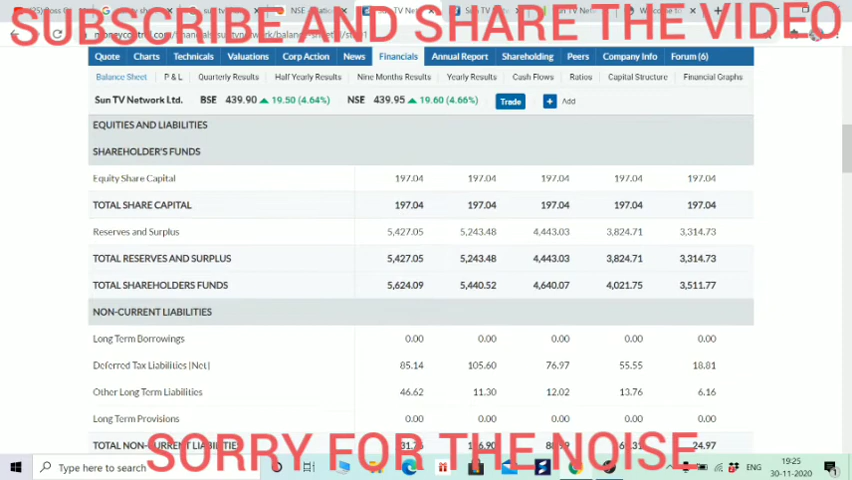 SUBSCRIBE AND SHARE THE VIDEO
Quote Charts Technicals Valuations Corp Action News Financials Annual Report Shareholding Peers Company Info Forum (6)
Balance Sheet P & L Quarterly Results Half Yearly Results Nine Months Results Yearly Results Cash Flows Ratios Capital Structure Financial Graphs
Sun TV Network Ltd. BSE 439.90 19.50 (4.64%) NSE 439.95 19.60 (4.66%) Trade + Add
EQUITIES AND LIABILITIES
SHAREHOLDER'S FUNDS
Equity Share Capital 197.04 197.04 197.04 197.04 197.04
TOTAL SHARE CAPITAL 197.04 197.04 197.04 197.04 197.04
Reserves and Surplus 5,427.05 5,243.48 4,443.03 3,824.71 3,314.73
TOTAL RESERVES AND SURPLUS 5,427.05 5,243.48 4,443.03 3,824.71 3,314.73
TOTAL SHAREHOLDERS FUNDS 5,624.09 5,440.52 4,640.07 4,021.75 3,511.77
NON-CURRENT LIABILITIES
Long Term Borrowings 0.00 0.00 0.00 0.00 0.00
Deferred Tax Liabilities [Net] 85.14 105.60 76.97 55.55 18.81
Other Long Term Liabilities 46.62 11.30 12.02 13.76 6.16
Long Term Provisions 0.00 0.00 0.00 0.00 0.00
TOTAL NON-CURRENT LIABILITIES 24.97
SORRY FOR THE NOISE
Type here to search ENG 19:25
30-11-2020